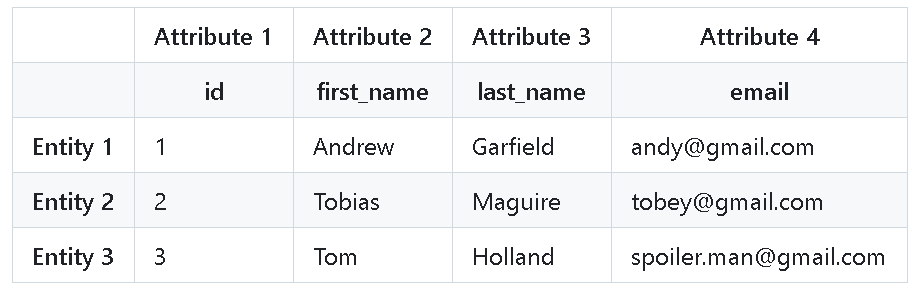 Attribute 1 Attribute 2 Attribute 3 Attribute 4
id first_name last_name email
Entity 1 1 Andrew Garfield andy@gmail.com
Entity 2 2 Tobias Maguire tobey@gmail.com
Entity 3 3 Tom Holland spoiler.man@gmail.com